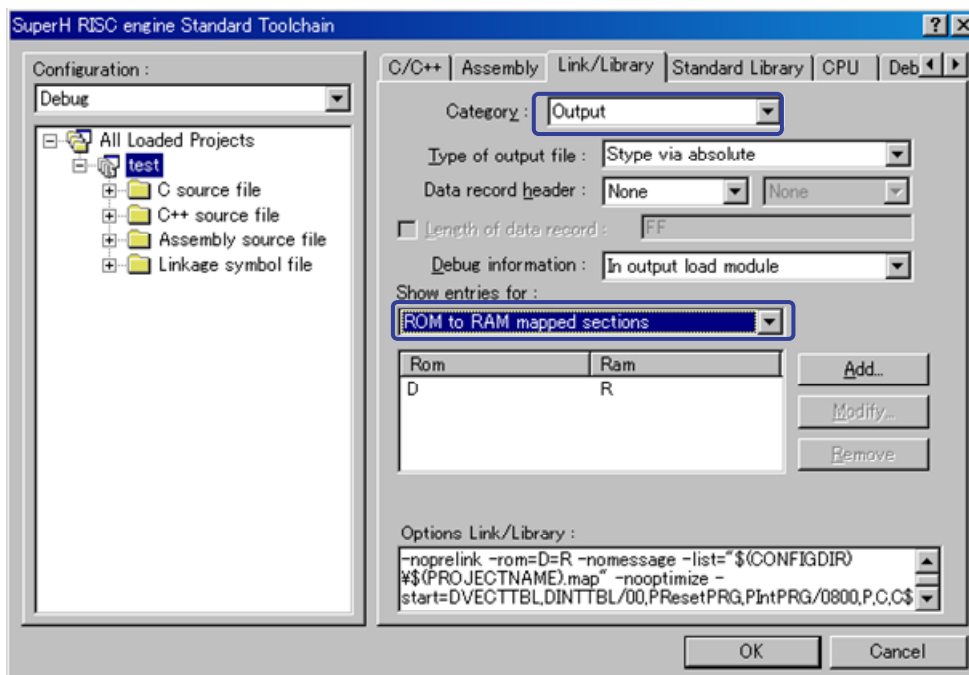 SuperH RISC engine Standard Toolchain
Configuration :
Debug
All Loaded Projects
test
C source file
C++ source file
Assembly source file
Linkage symbol file
C/C++ Assembly Link/Library Standard Library CPU Deb
Category : Output
Type of output file : Stype via absolute
Data record header : None None
Length of data record : FF
Debug information : In output load module
Show entries for :
ROM to RAM mapped sections
Rom Ram
D R
Add...
Modify...
Remove
Options Link/Library :
-noprelink -rom=D=R -nomessage -list="$(CONFIGDIR)
¥$(PROJECTNAME).map" -nooptimize -
start=DVECTTBL,DINTTBL/00,PResetPRG,PIntPRG/0800,P,C,C$
OK Cancel